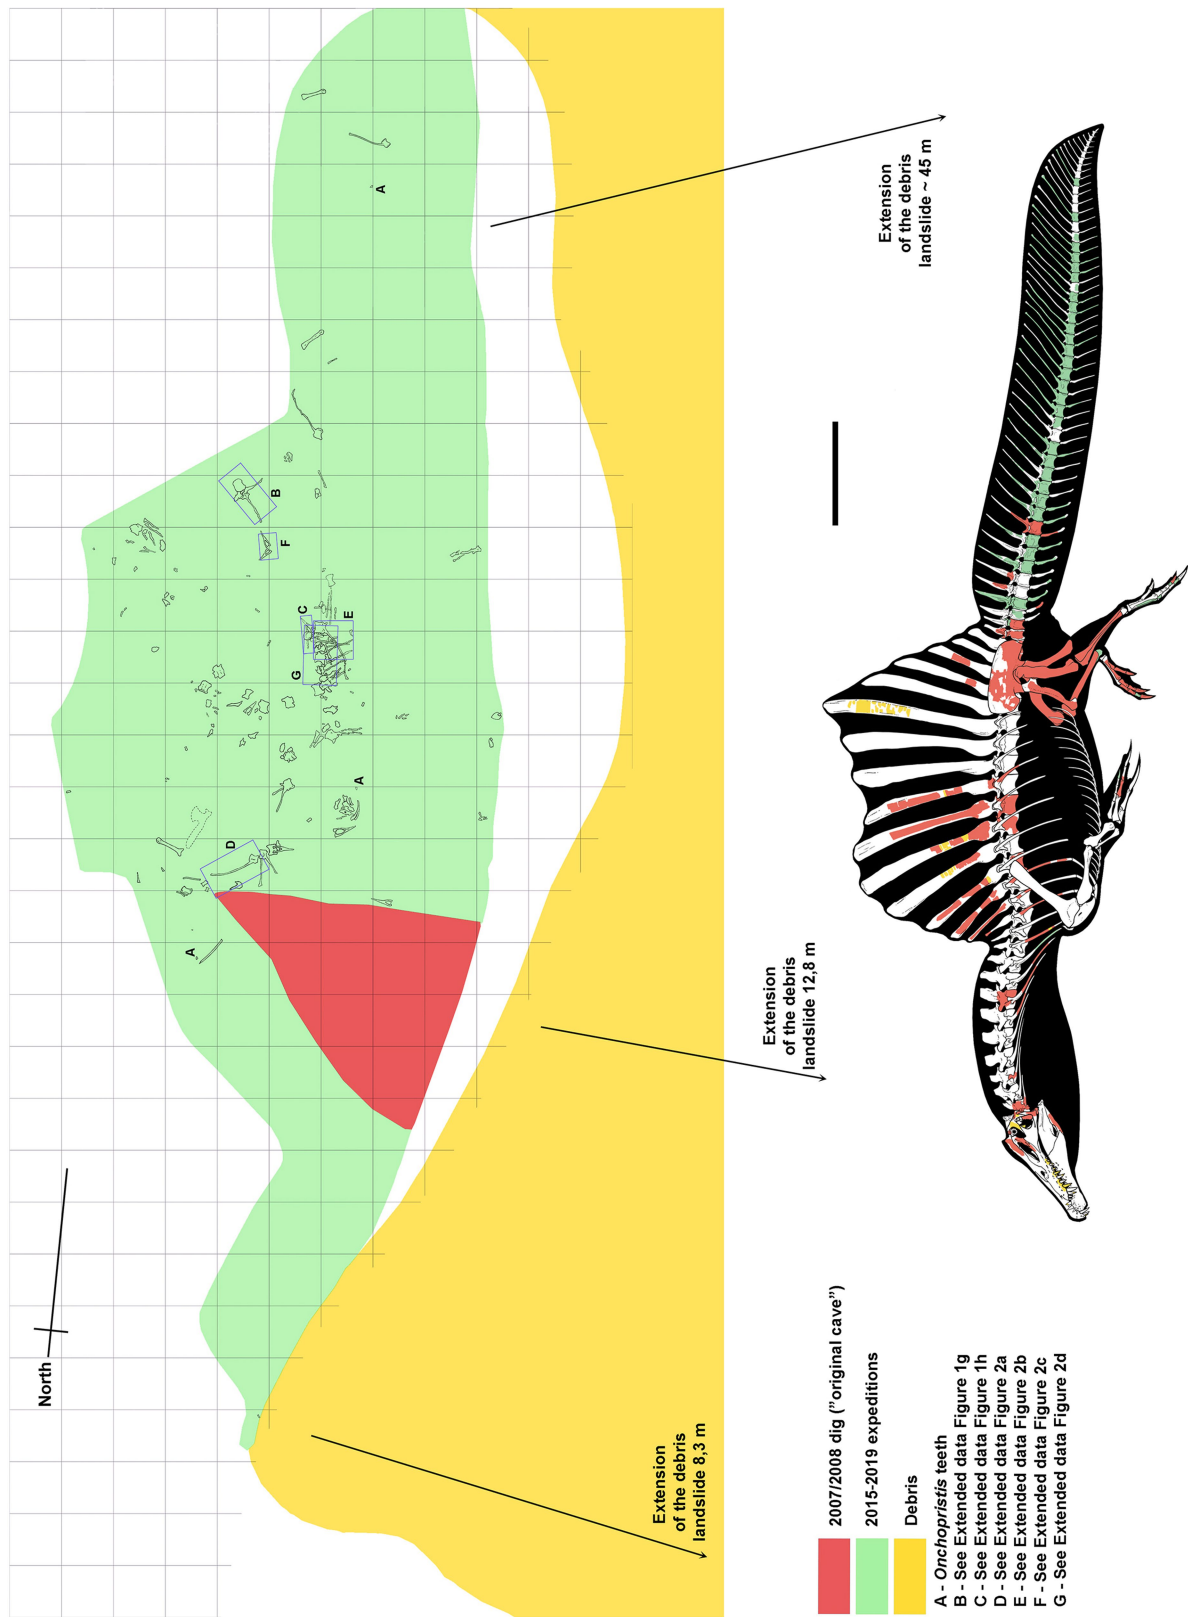 North
A
D
A
G
C
E
F
B
A
Extension
of the debris
landslide 8,3 m
Extension
of the debris
landslide 12,8 m
Extension
of the debris
landslide ~ 45 m
2007/2008 dig (”original cave”)
2015-2019 expeditions
Debris
A - Onchopristis teeth
B - See Extended data Figure 1g
C - See Extended data Figure 1h
D - See Extended data Figure 2a
E - See Extended data Figure 2b
F - See Extended data Figure 2c
G - See Extended data Figure 2d